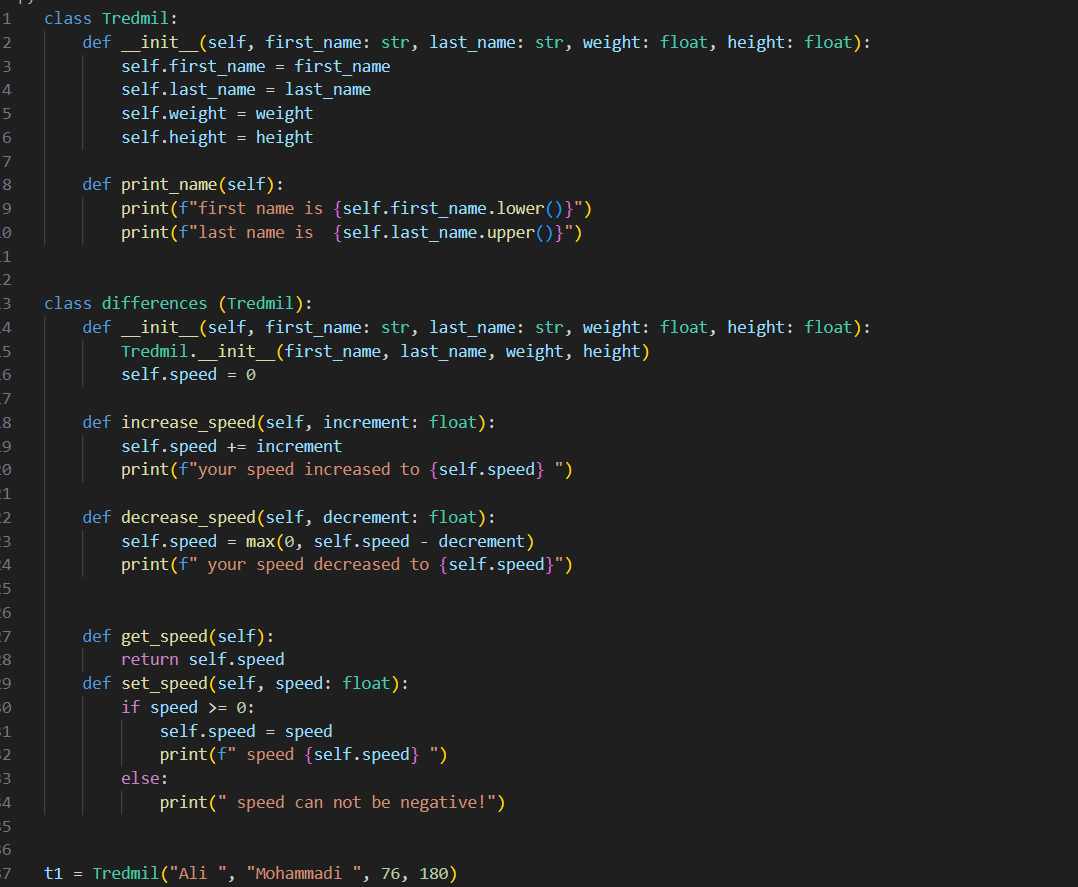 1 class Tredmil:
2     def __init__(self, first_name: str, last_name: str, weight: float, height: float):
3         self.first_name = first_name
4         self.last_name = last_name
5         self.weight = weight
6         self.height = height
7
8     def print_name(self):
9         print(f"first name is {self.first_name.lower()}")
0         print(f"last name is  {self.last_name.upper()}")
1
2
3 class differences (Tredmil):
4     def __init__(self, first_name: str, last_name: str, weight: float, height: float):
5         Tredmil.__init__(first_name, last_name, weight, height)
6         self.speed = 0
7
8     def increase_speed(self, increment: float):
9         self.speed += increment
0         print(f"your speed increased to {self.speed} ")
1
2     def decrease_speed(self, decrement: float):
3         self.speed = max(0, self.speed - decrement)
4         print(f" your speed decreased to {self.speed}")
5
6
7     def get_speed(self):
8         return self.speed
9     def set_speed(self, speed: float):
0         if speed >= 0:
1             self.speed = speed
2             print(f" speed {self.speed} ")
3         else:
4             print(" speed can not be negative!")
5
6
7 t1 = Tredmil("Ali ", "Mohammadi ", 76, 180)